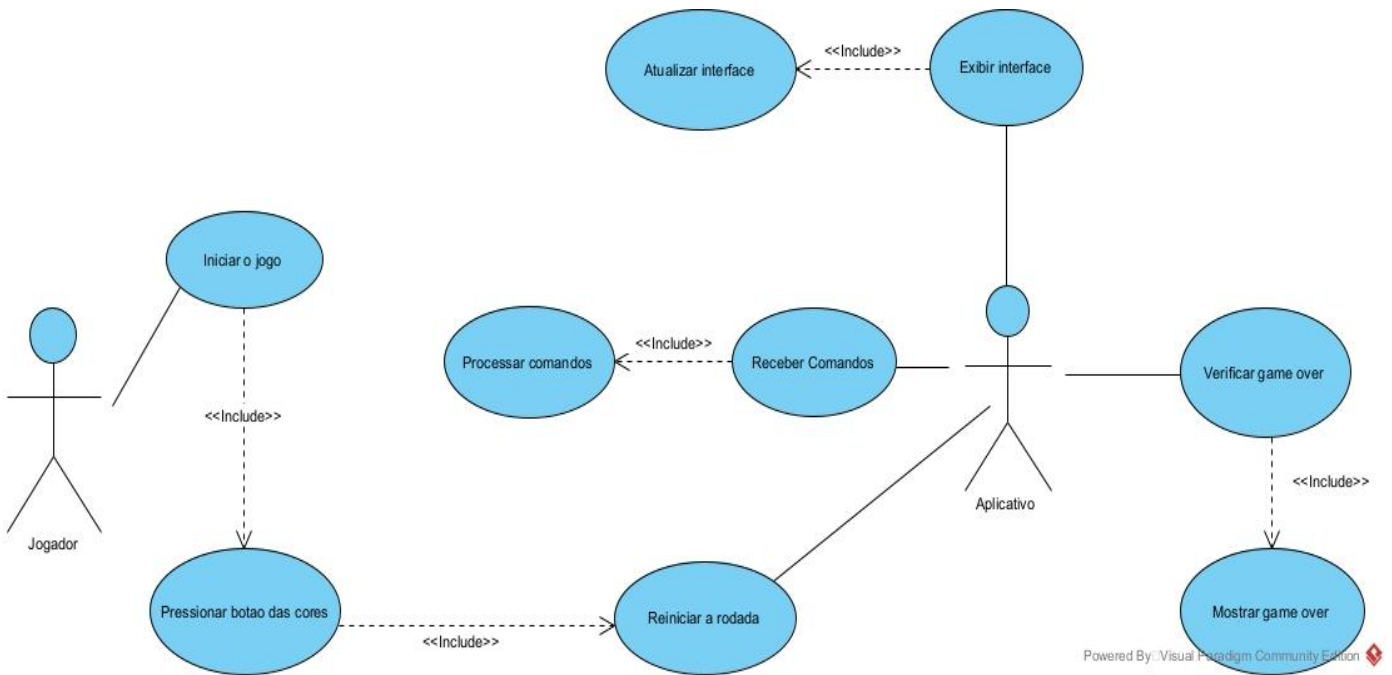 <<Include>>
Atualizar interface
Exibir interface
Iniciar o jogo
<<Include>>
Processar comandos
Receber Comandos
Verificar game over
<<Include>>
<<Include>>
Aplicativo
Jogador
Pressionar botao das cores
Reiniciar a rodada
Mostrar game over
<<Include>>
Powered By Visual Paradigm Community Edition